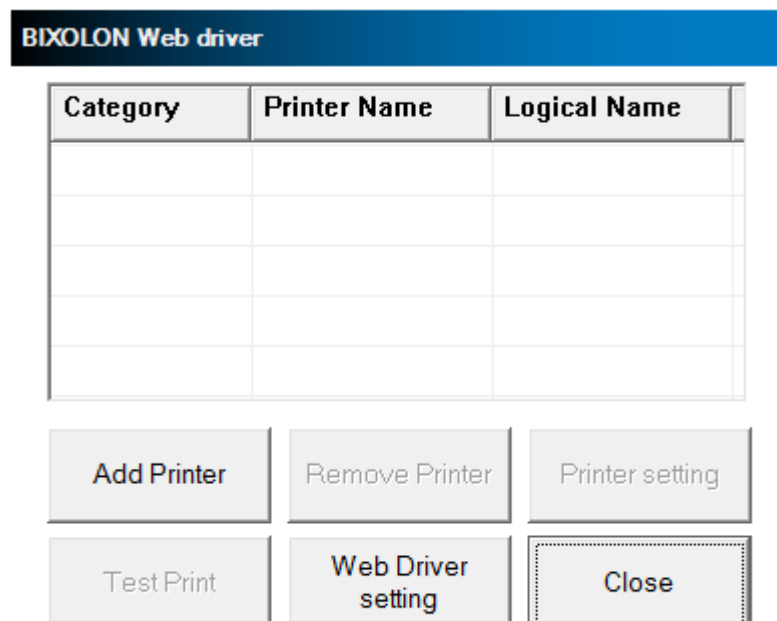 BIXOLON Web driver
Category Printer Name Logical Name
Add Printer Remove Printer Printer setting
Test Print Web Driver setting Close